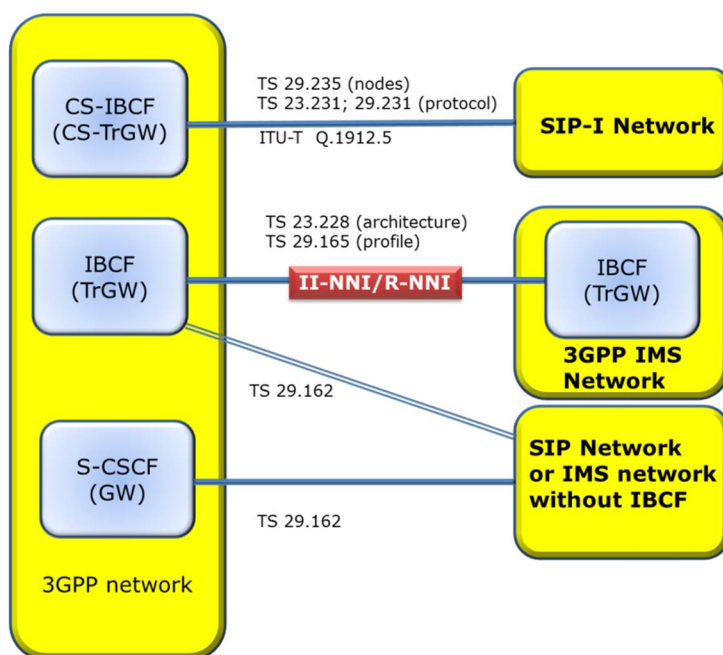 CS-IBCF
(CS-TrGW)
TS 29.235 (nodes)
TS 23.231; 29.231 (protocol)
ITU-T Q.1912.5
SIP-I Network
IBCF
(TrGW)
TS 23.228 (architecture)
TS 29.165 (profile)
II-NNI/R-NNI
IBCF
(TrGW)
3GPP IMS
Network
TS 29.162
S-CSCF
(GW)
TS 29.162
SIP Network
or IMS network
without IBCF
3GPP network